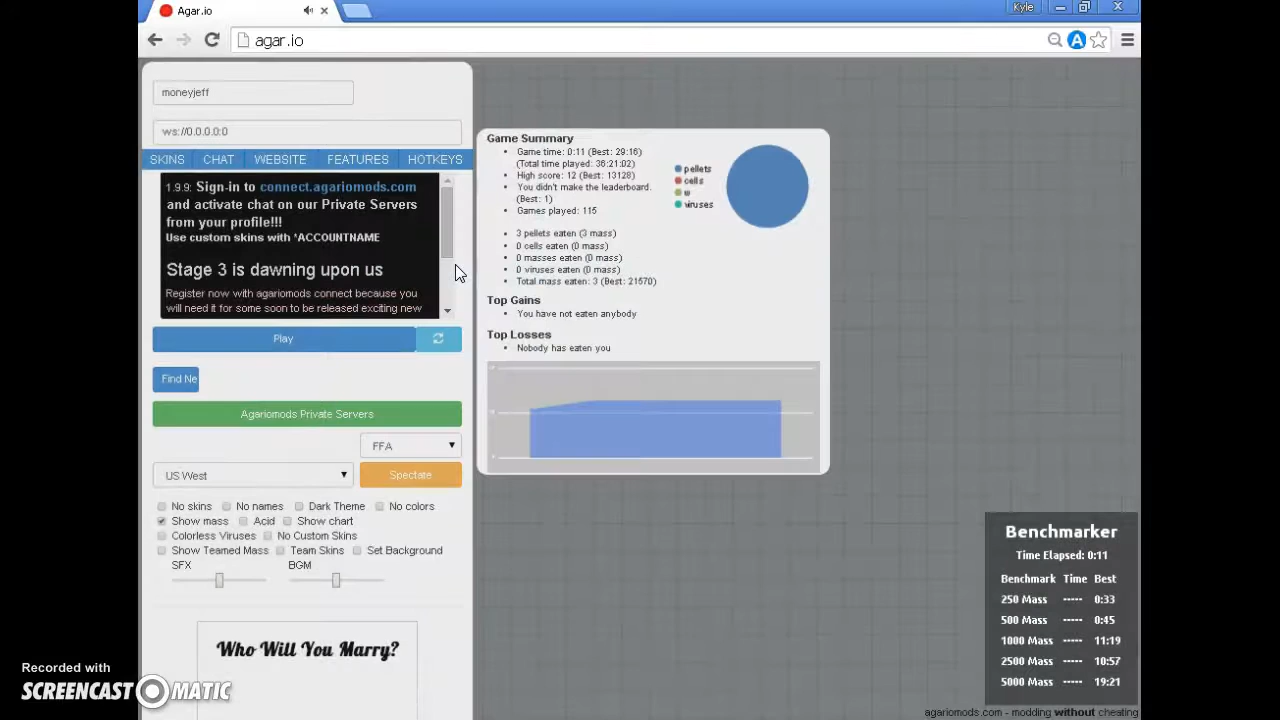 Agar.io
Kyle
agar.io
moneyjeff
ws://0.0.0.0:0
SKINS CHAT WEBSITE FEATURES HOTKEYS
1.9.9: Sign-in to connect.agariomods.com
and activate chat on our Private Servers
from your profile!!!
Use custom skins with *ACCOUNTNAME
Stage 3 is dawning upon us
Register now with agariomods connect because you
will need it for some soon to be released exciting new
Play
Find Ne
Agariomods Private Servers
FFA
US West
Spectate
No skins No names Dark Theme No colors
Show mass Acid Show chart
Colorless Viruses No Custom Skins
Show Teamed Mass Team Skins Set Background
SFX BGM
Who Will You Marry?
Game Summary
Game time: 0:11 (Best: 29:16)
(Total time played: 36:21:02)
High score: 12 (Best: 13128)
You didn't make the leaderboard.
(Best: 1)
Games played: 115
3 pellets eaten (3 mass)
0 cells eaten (0 mass)
0 masses eaten (0 mass)
0 viruses eaten (0 mass)
Total mass eaten: 3 (Best: 21570)
pellets
cells
w
viruses
Top Gains
You have not eaten anybody
Top Losses
Nobody has eaten you
Benchmarker
Time Elapsed: 0:11
Benchmark Time Best
250 Mass ----- 0:33
500 Mass ----- 0:45
1000 Mass ----- 11:19
2500 Mass ----- 10:57
5000 Mass ----- 19:21
agariomods.com - modding without cheating
Recorded with
SCREENCAST-O-MATIC